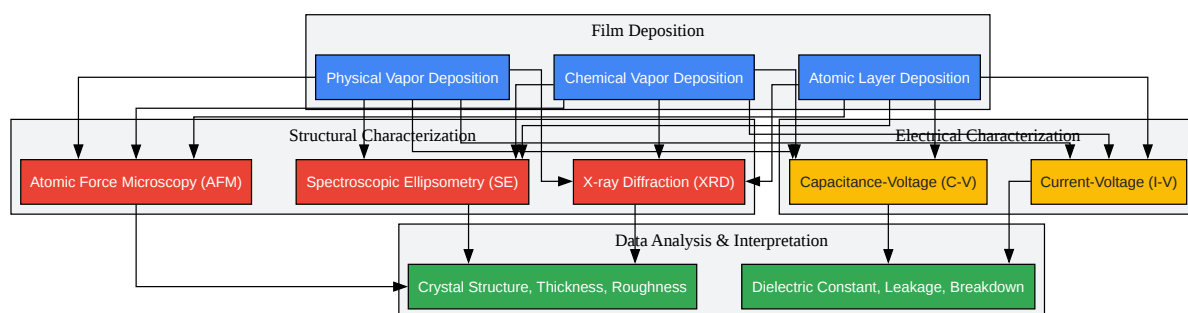 Film Deposition
Physical Vapor Deposition
Chemical Vapor Deposition
Atomic Layer Deposition
Structural Characterization
Electrical Characterization
Atomic Force Microscopy (AFM)
Spectroscopic Ellipsometry (SE)
X-ray Diffraction (XRD)
Capacitance-Voltage (C-V)
Current-Voltage (I-V)
Data Analysis & Interpretation
Crystal Structure, Thickness, Roughness
Dielectric Constant, Leakage, Breakdown